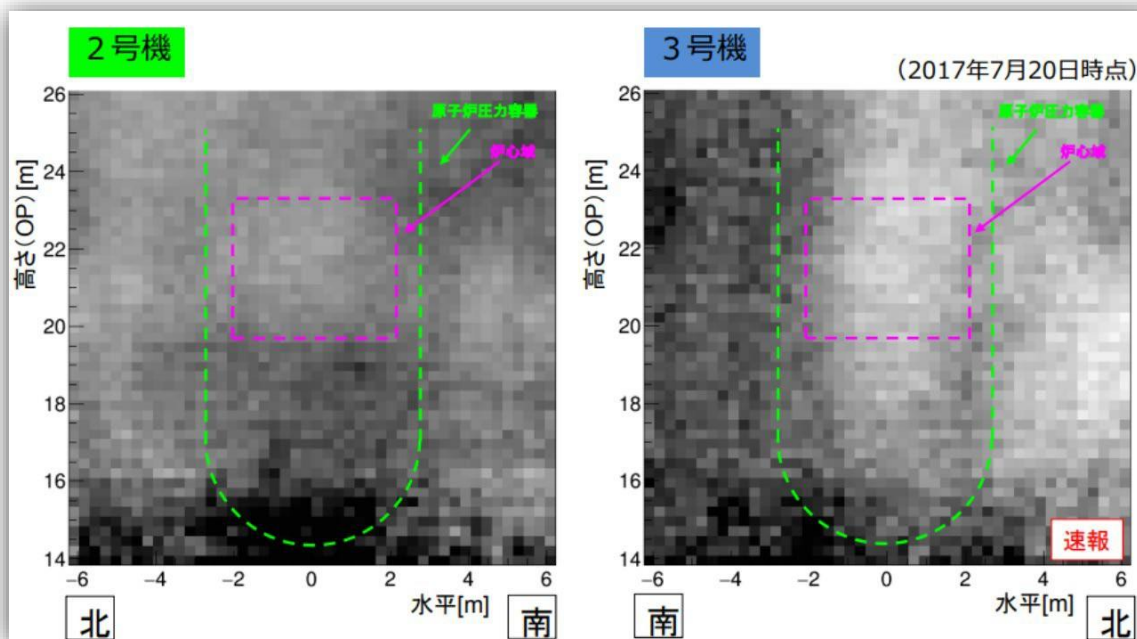 ２号機
３号機
（2017年7月20日時点）
原子炉圧力容器
炉心域
高さ（OP）[m]
26
24
22
20
18
16
14
−6 −4 −2 0 2 4 6
水平[m]
北
南
原子炉圧力容器
炉心域
高さ（OP）[m]
26
24
22
20
18
16
14
速報
−6 −4 −2 0 2 4 6
水平[m]
南
北